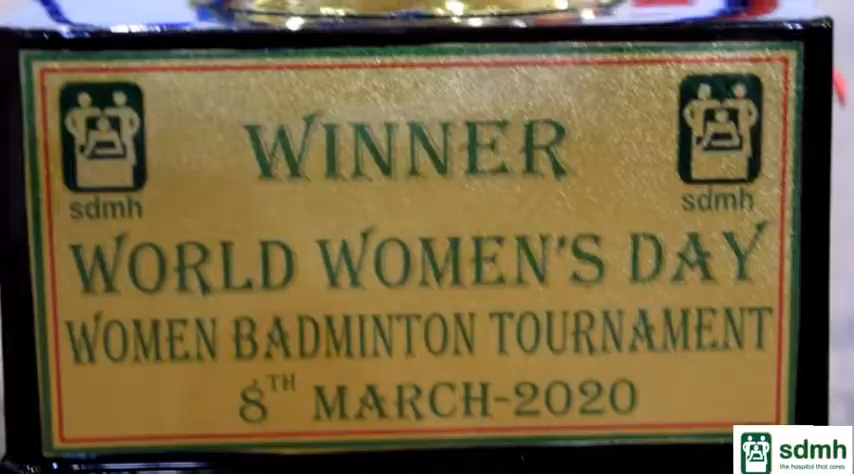 WINNER
sdmh
sdmh
WORLD WOMEN'S DAY
WOMEN BADMINTON TOURNAMENT
8TH MARCH-2020
sdmh
the hospital that cares